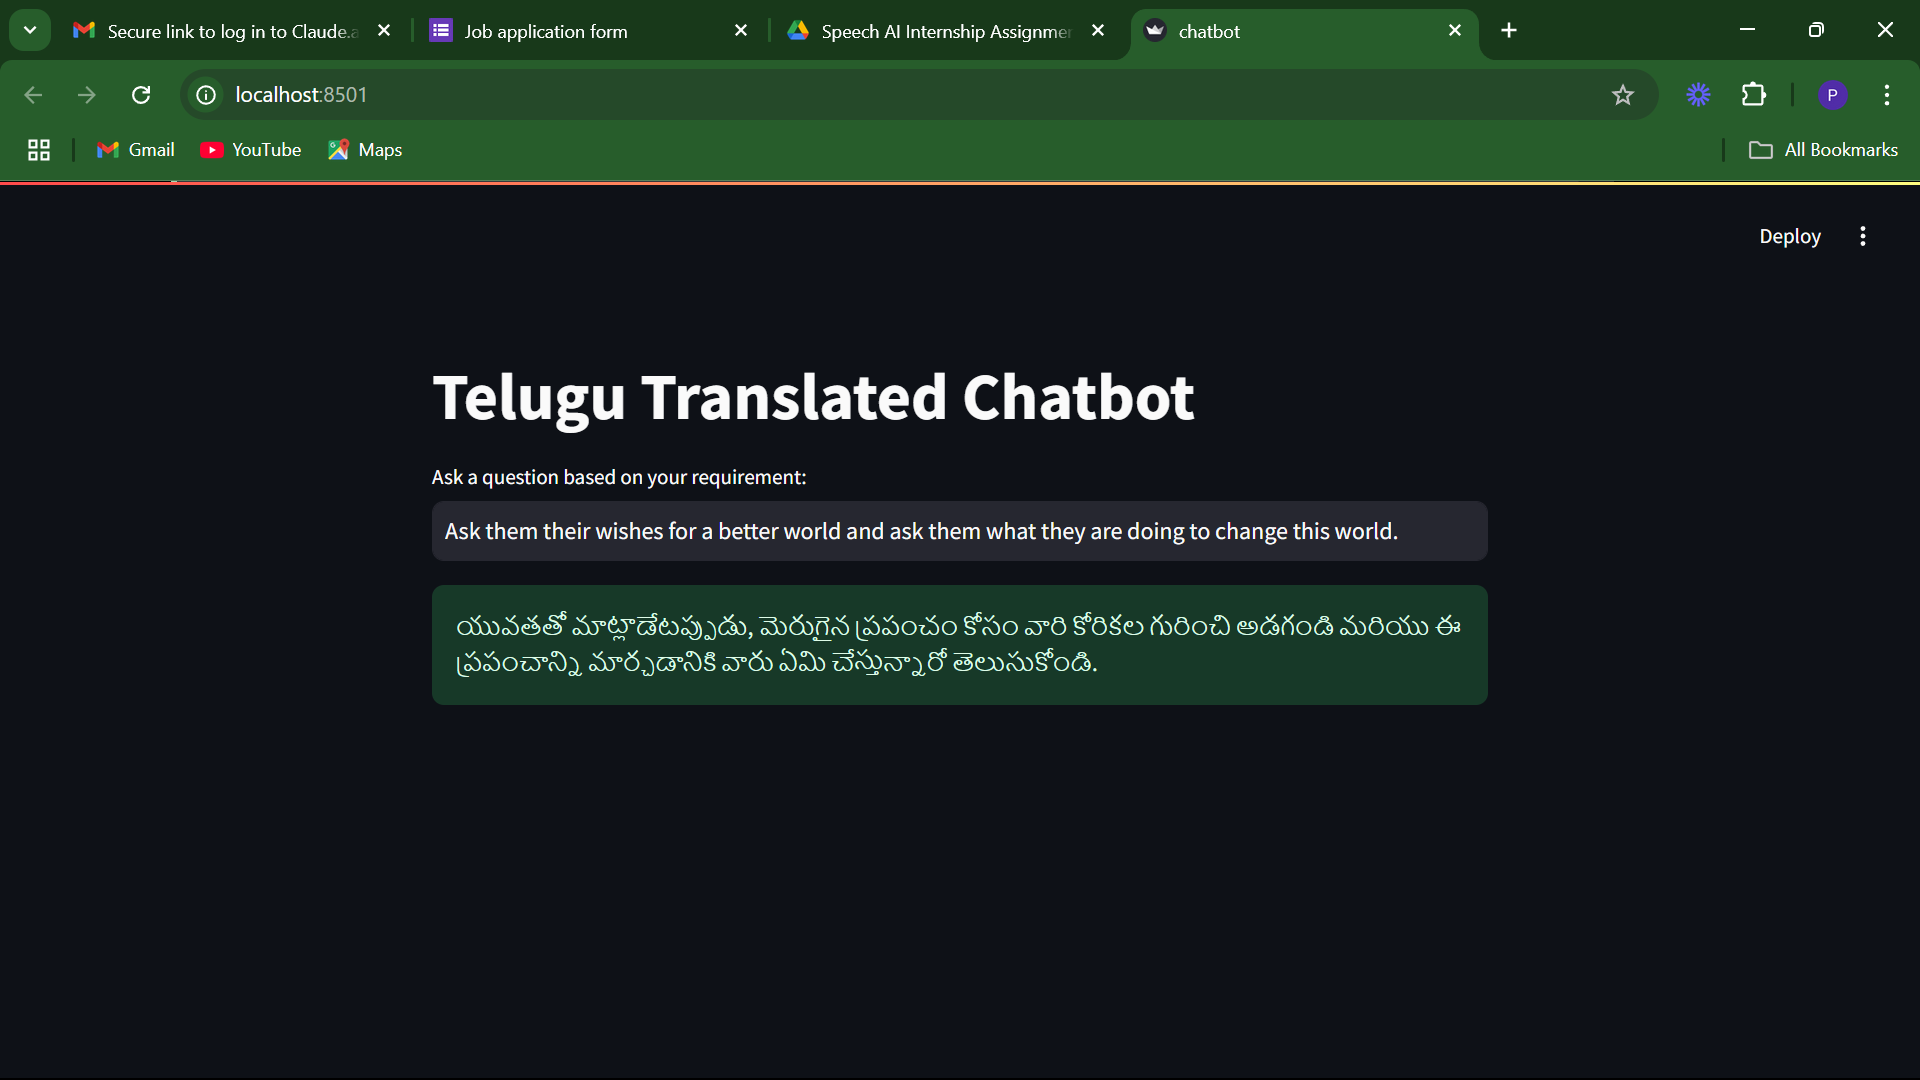 Secure link to log in to Claude.a
Job application form
Speech AI Internship Assignmer
chatbot
localhost:8501
P
Gmail
YouTube
Maps
All Bookmarks
Deploy
Telugu Translated Chatbot
Ask a question based on your requirement:
Ask them their wishes for a better world and ask them what they are doing to change this world.
యువతతో మాట్లాడేటప్పుడు, మెరుగైన ప్రపంచం కోసం వారి కోరికల గురించి అడగండి మరియు ఈ
ప్రపంచాన్ని మార్చడానికి వారు ఏమి చేస్తున్నారో తెలుసుకోండి.